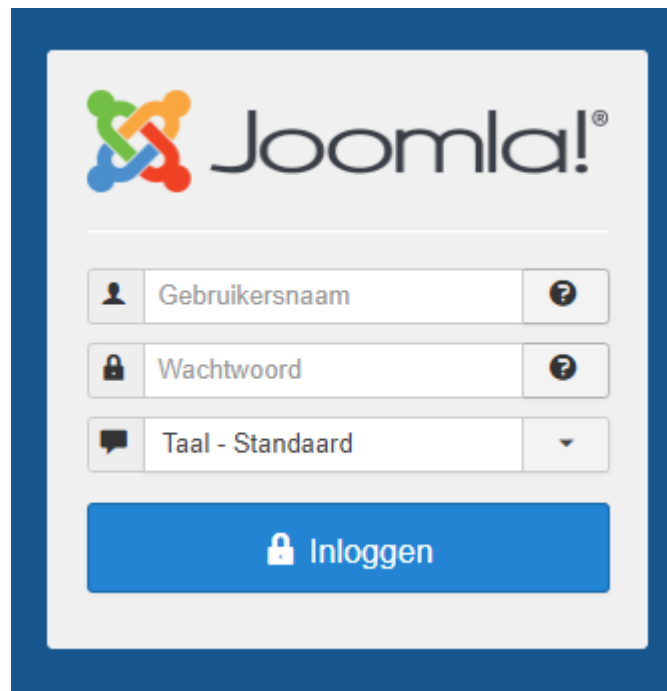 Joomla!®
Gebruikersnaam
Wachtwoord
Taal - Standaard
Inloggen